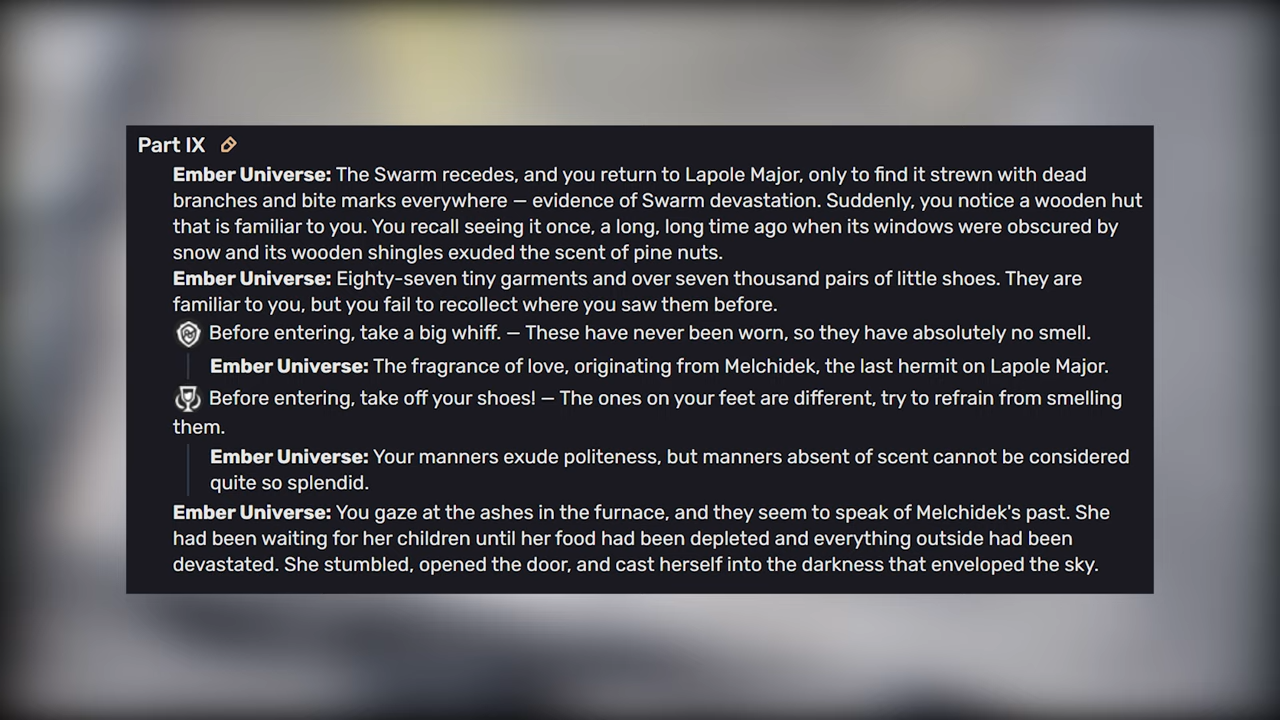 Part IX
Ember Universe: The Swarm recedes, and you return to Lapole Major, only to find it strewn with dead
branches and bite marks everywhere — evidence of Swarm devastation. Suddenly, you notice a wooden hut
that is familiar to you. You recall seeing it once, a long, long time ago when its windows were obscured by
snow and its wooden shingles exuded the scent of pine nuts.
Ember Universe: Eighty-seven tiny garments and over seven thousand pairs of little shoes. They are
familiar to you, but you fail to recollect where you saw them before.
Before entering, take a big whiff. — These have never been worn, so they have absolutely no smell.
Ember Universe: The fragrance of love, originating from Melchidek, the last hermit on Lapole Major.
Before entering, take off your shoes! — The ones on your feet are different, try to refrain from smelling
them.
Ember Universe: Your manners exude politeness, but manners absent of scent cannot be considered
quite so splendid.
Ember Universe: You gaze at the ashes in the furnace, and they seem to speak of Melchidek's past. She
had been waiting for her children until her food had been depleted and everything outside had been
devastated. She stumbled, opened the door, and cast herself into the darkness that enveloped the sky.